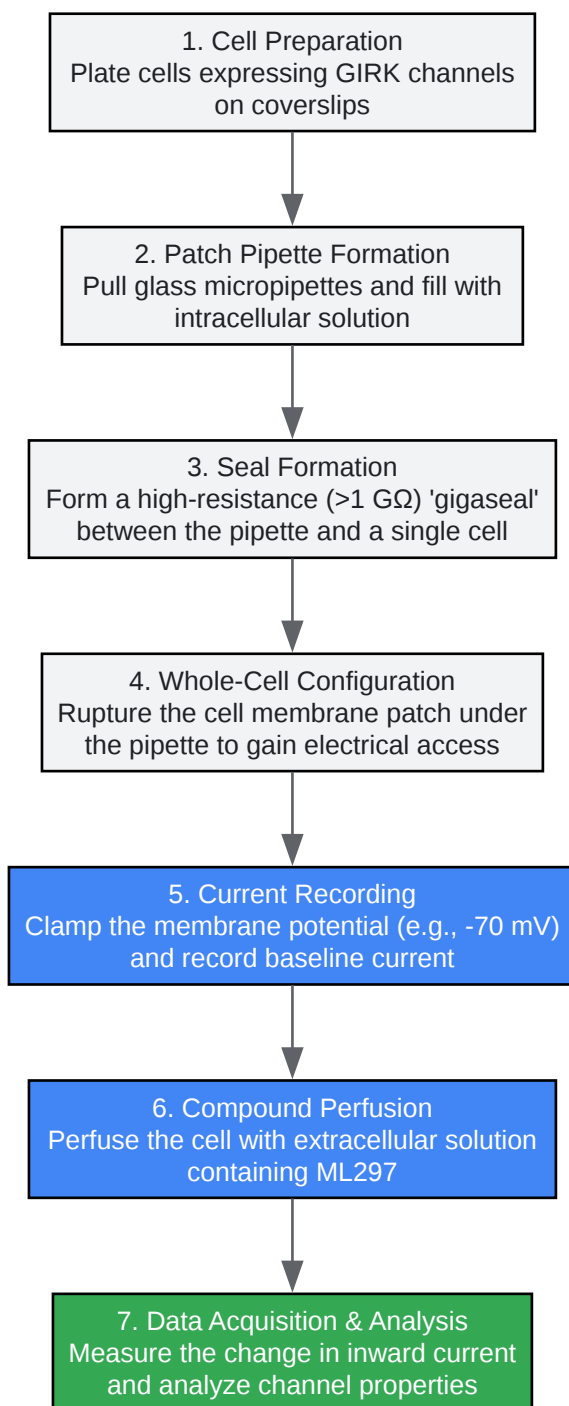 1. Cell Preparation
Plate cells expressing GIRK channels
on coverslips
2. Patch Pipette Formation
Pull glass micropipettes and fill with
intracellular solution
3. Seal Formation
Form a high-resistance (>1 GΩ) 'gigaseal'
between the pipette and a single cell
4. Whole-Cell Configuration
Rupture the cell membrane patch under
the pipette to gain electrical access
5. Current Recording
Clamp the membrane potential (e.g., -70 mV)
and record baseline current
6. Compound Perfusion
Perfuse the cell with extracellular solution
containing ML297
7. Data Acquisition & Analysis
Measure the change in inward current
and analyze channel properties